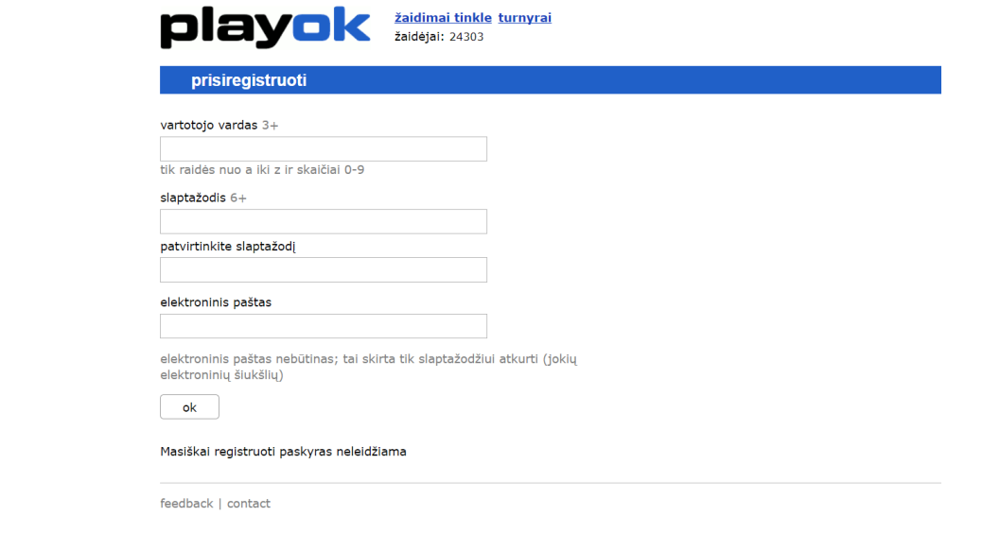 playok
žaidimai tinkle turnyrai
žaidėjai: 24303
prisiregistruoti
vartotojo vardas 3+
tik raidės nuo a iki z ir skaičiai 0-9
slaptažodis 6+
patvirtinkite slaptažodį
elektroninis paštas
elektroninis paštas nebūtinas; tai skirta tik slaptažodžiui atkurti (jokių
elektroninių šiukšlių)
ok
Masiškai registruoti paskyras neleidžiama
feedback | contact